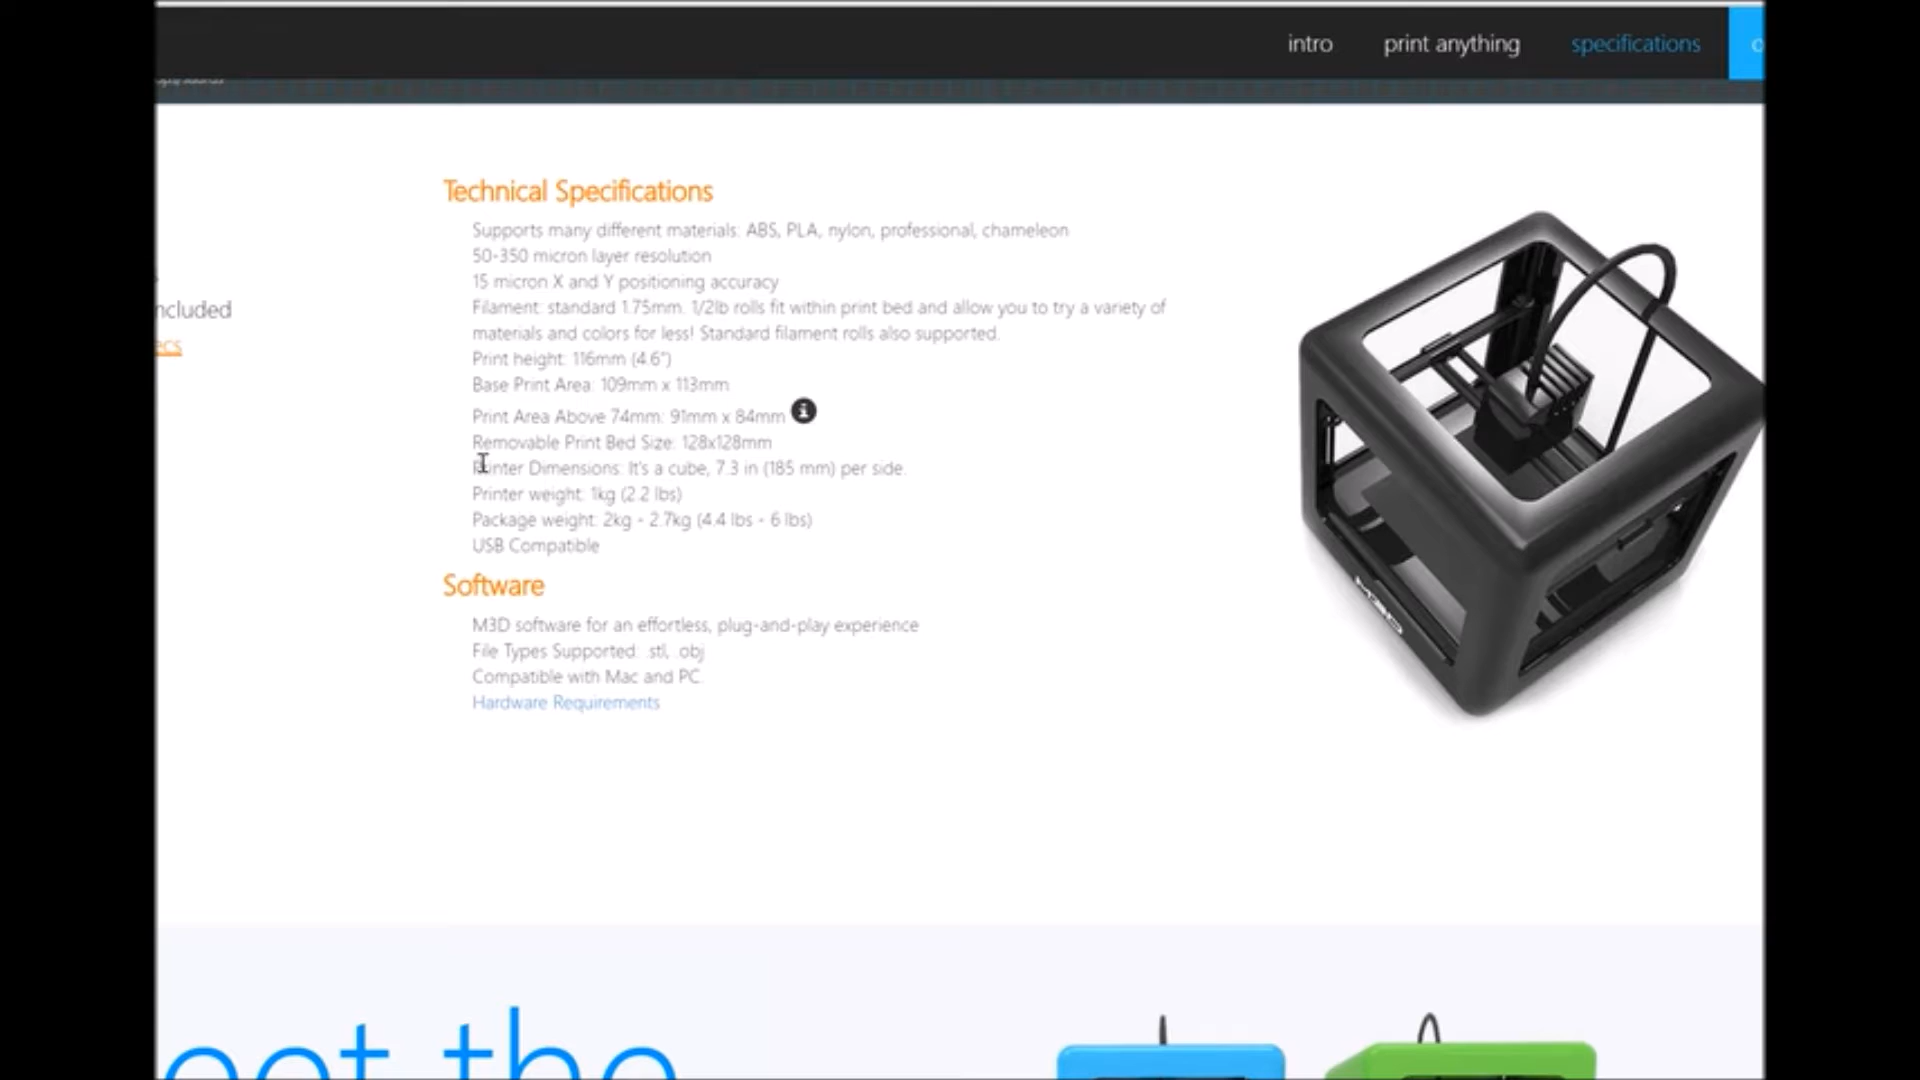 intro print anything specifications
Technical Specifications
Supports many different materials: ABS, PLA, nylon, professional, chameleon
50-350 micron layer resolution
15 micron X and Y positioning accuracy
ncluded
Filament: standard 1.75mm. 1/2lb rolls fit within print bed and allow you to try a variety of
materials and colors for less! Standard filament rolls also supported.
ecs
Print height: 116mm (4.6")
Base Print Area: 109mm x 113mm
Print Area Above 74mm: 91mm x 84mm
Removable Print Bed Size: 128x128mm
Printer Dimensions: It's a cube, 7.3 in (185 mm) per side.
Printer weight: 1kg (2.2 lbs)
Package weight: 2kg - 2.7kg (4.4 lbs - 6 lbs)
USB Compatible
Software
M3D software for an effortless, plug-and-play experience
File Types Supported: .stl, .obj
Compatible with Mac and PC.
Hardware Requirements
M3D
eet the